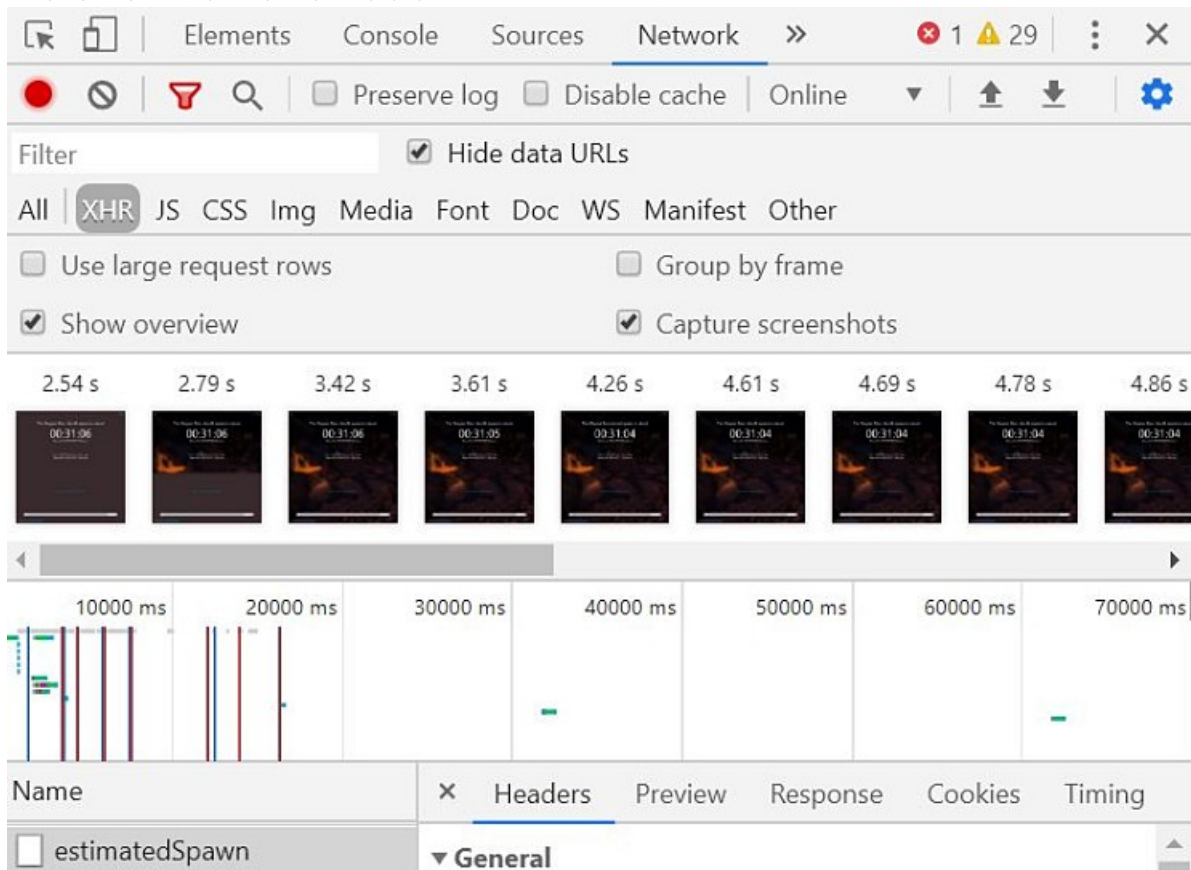 Elements Console Sources Network » 1 29
Preserve log Disable cache Online
Filter Hide data URLs
All XHR JS CSS Img Media Font Doc WS Manifest Other
Use large request rows Group by frame
Show overview Capture screenshots
2.54 s 2.79 s 3.42 s 3.61 s 4.26 s 4.61 s 4.69 s 4.78 s 4.86 s
00:31:06 00:31:06 00:31:06 00:31:05 00:31:04 00:31:04 00:31:04 00:31:04 00:31:04
10000 ms 20000 ms 30000 ms 40000 ms 50000 ms 60000 ms 70000 ms
Name × Headers Preview Response Cookies Timing
estimatedSpawn ▼ General